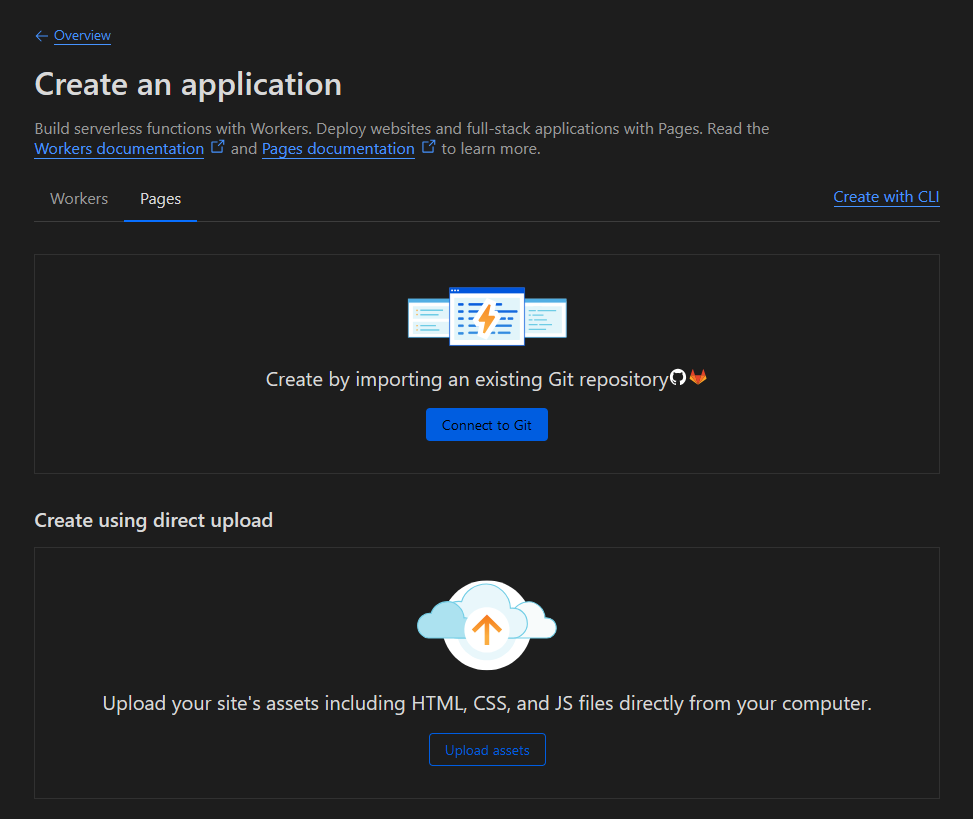 Overview
Create an application
Build serverless functions with Workers. Deploy websites and full-stack applications with Pages. Read the
Workers documentation and Pages documentation to learn more.
Workers Pages Create with CLI
Create by importing an existing Git repository
Connect to Git
Create using direct upload
Upload your site's assets including HTML, CSS, and JS files directly from your computer.
Upload assets